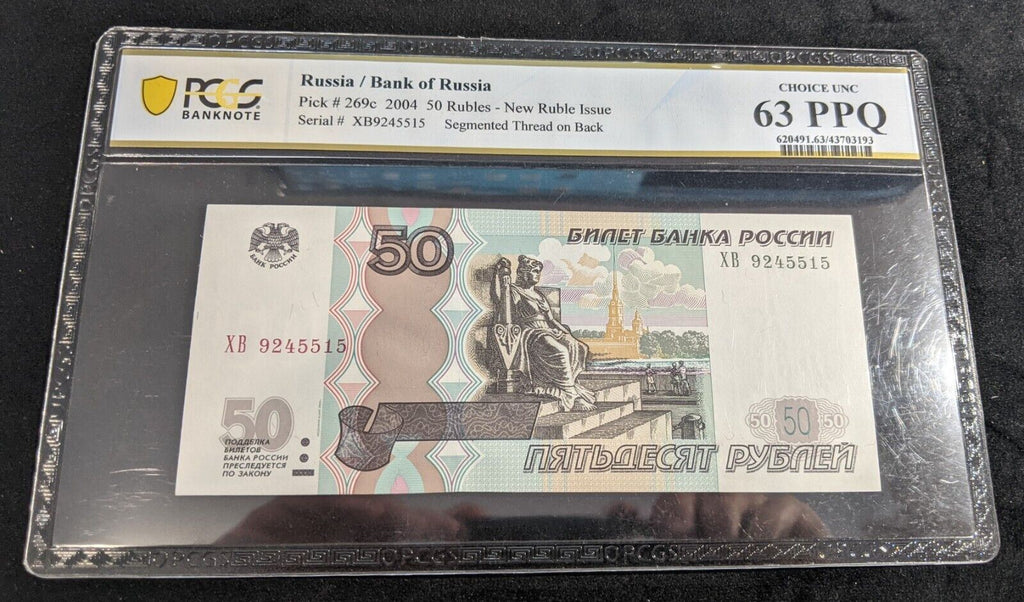 PCGS
BANKNOTE
Russia / Bank of Russia
Pick # 269c 2004 50 Rubles - New Ruble Issue
Serial # XB9245515 Segmented Thread on Back
CHOICE UNC
63 PPQ
620491.63/43703193
БАНК РОССИИ
50
БИЛЕТ БАНКА РОССИИ
ХВ 9245515
ХВ 9245515
50
ПОДДЕЛКА
БИЛЕТОВ
БАНКА РОССИИ
ПРЕСЛЕДУЕТСЯ
ПО ЗАКОНУ
50 50 50
ПЯТЬДЕСЯТ РУБЛЕЙ